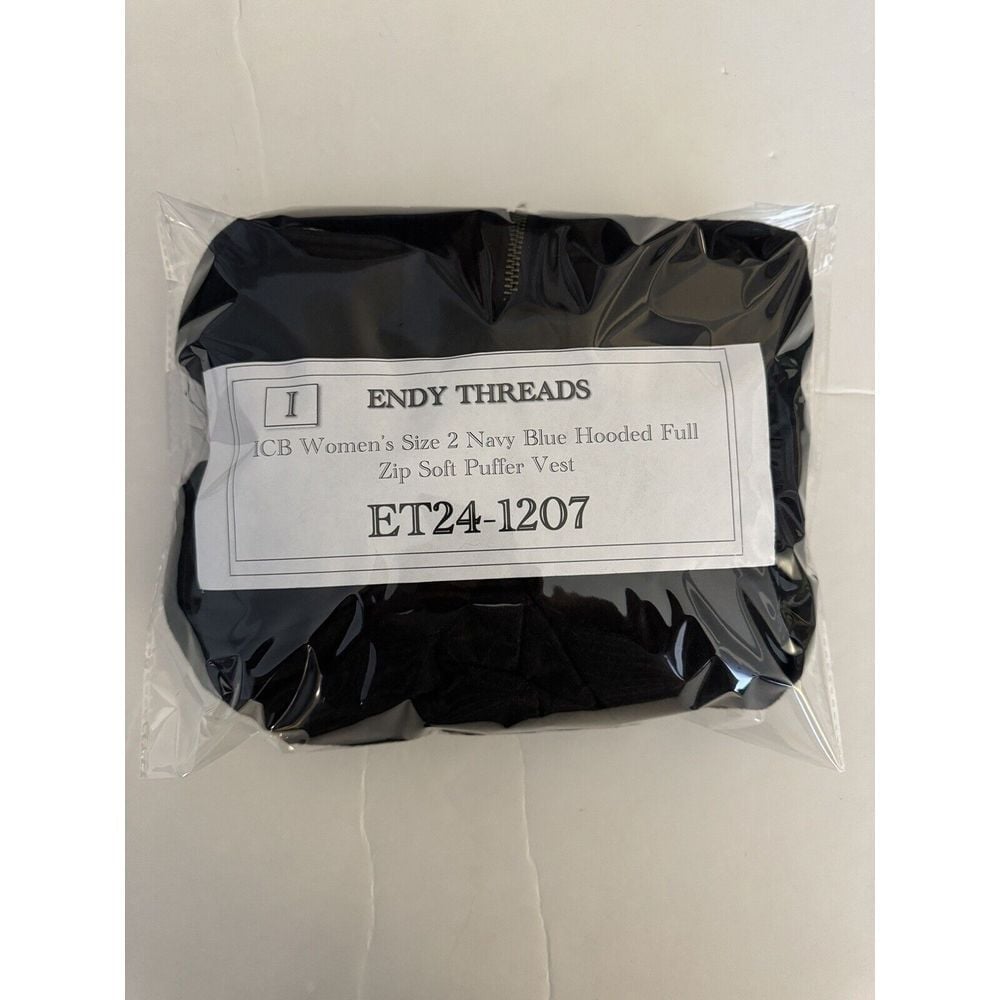 I
ENDY THREADS
ICB Women's Size 2 Navy Blue Hooded Full
Zip Soft Puffer Vest
ET24-1207